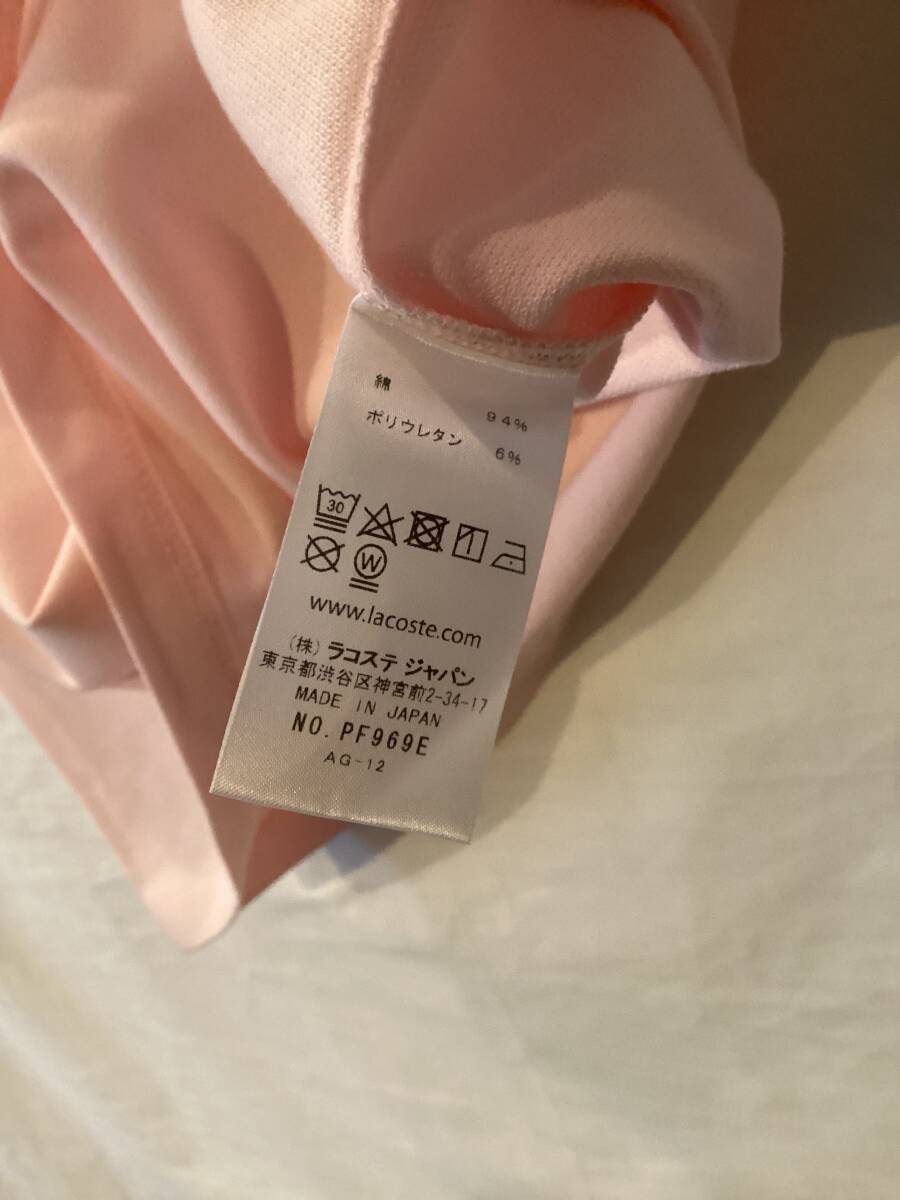 綿 94%
ポリウレタン 6%
30
W
www.lacoste.com
(株) ラコステ ジャパン
東京都渋谷区神宮前2-34-17
MADE IN JAPAN
NO. PF969E
AG-12